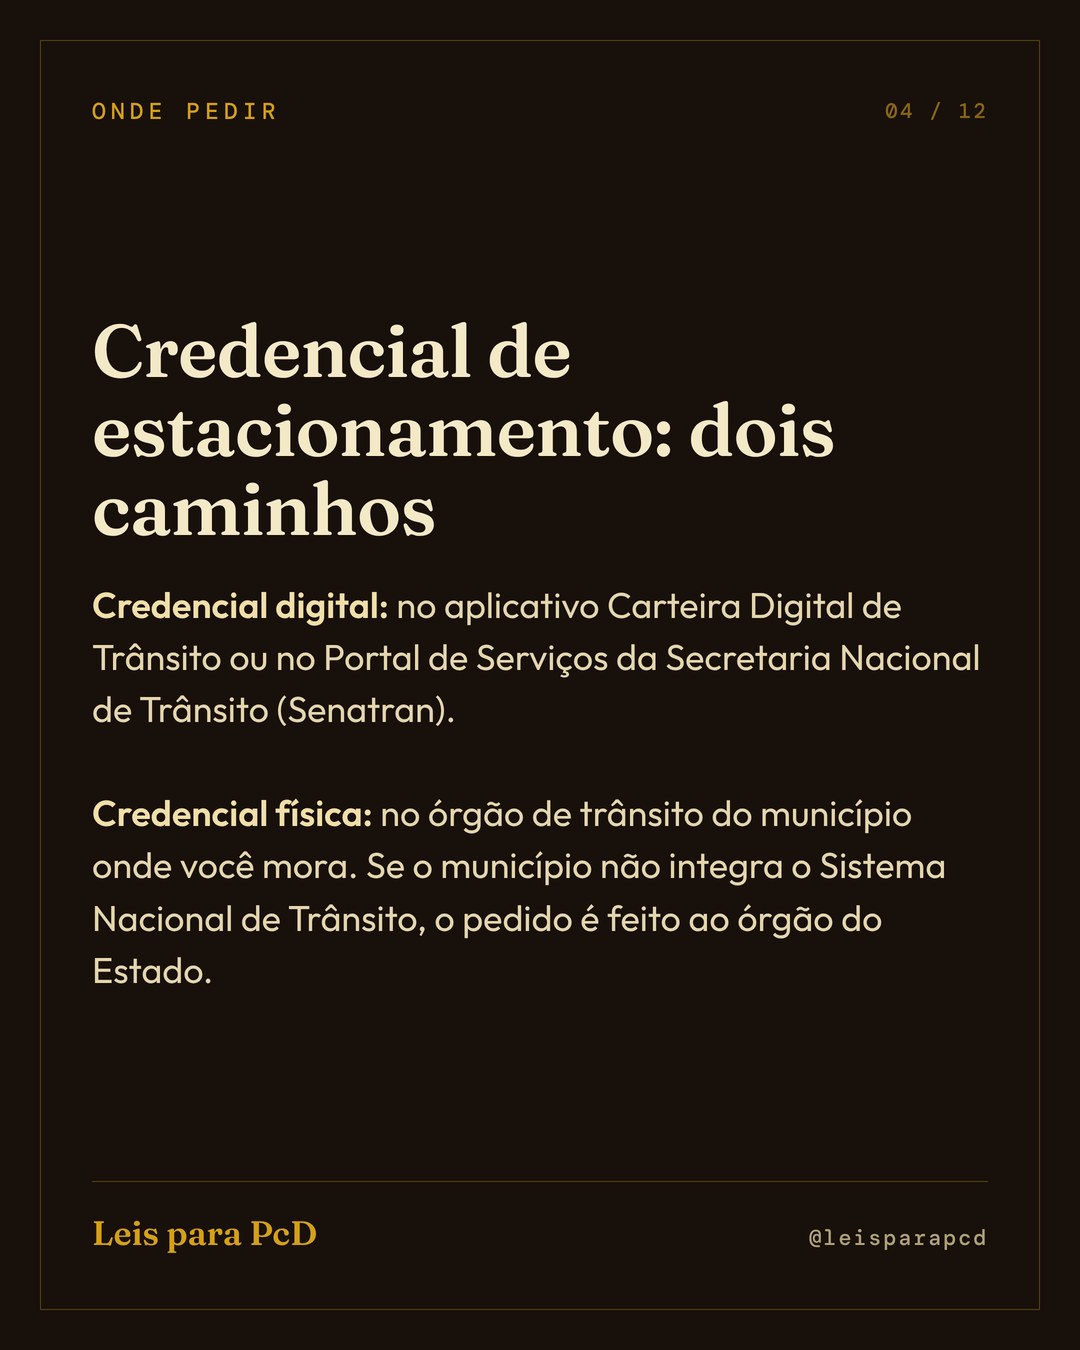 ONDE PEDIR
04 / 12
Credencial de
estacionamento: dois
caminhos
Credencial digital: no aplicativo Carteira Digital de
Trânsito ou no Portal de Serviços da Secretaria Nacional
de Trânsito (Senatran).
Credencial física: no órgão de trânsito do município
onde você mora. Se o município não integra o Sistema
Nacional de Trânsito, o pedido é feito ao órgão do
Estado.
Leis para PcD
@leisparapcd